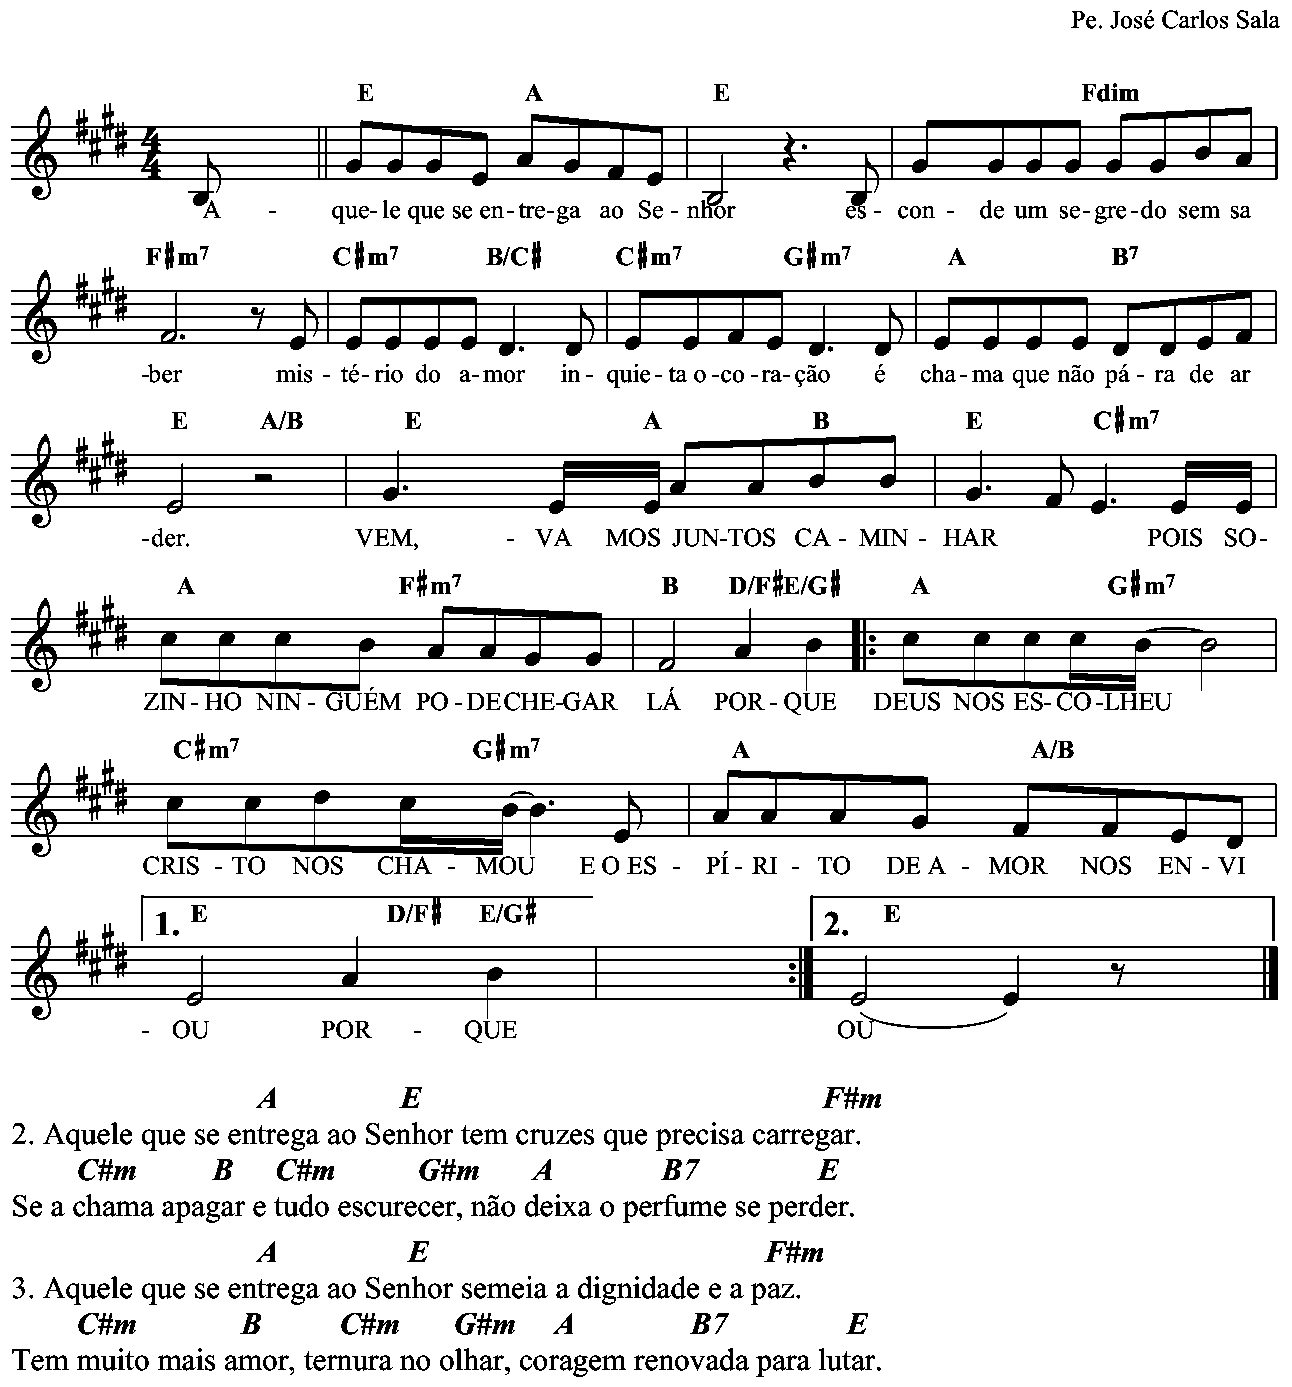 Pe. José Carlos Sala
E A E Fdim
A - que- le que se en-tre-ga ao Se-nhor es-con - de um se-gre-do sem sa
F#m7 C#m7 B/C# C#m7 G#m7 A B7
-ber mis - té-rio do a-mor in-quie-ta o-co-ra-ção é cha-ma que não pá-ra de ar
E A/B E A B E C#m7
-der. VEM, - VA MOS JUN-TOS CA - MIN - HAR POIS SO-
A F#m7 B D/F# E/G# A G#m7
ZIN-HO NIN-GUÉM PO-DECHE-GAR LÁ POR-QUE DEUS NOS ES-CO-LHEU
C#m7 G#m7 A A/B
CRIS - TO NOS CHA - MOU E O ES - PÍ-RI - TO DE A - MOR NOS EN - VI
1. E D/F# E/G# 2. E
- OU POR - QUE OU
A E F#m
2. Aquele que se entrega ao Senhor tem cruzes que precisa carregar.
C#m B C#m G#m A B7 E
Se a chama apagar e tudo escurecer, não deixa o perfume se perder.
A E F#m
3. Aquele que se entrega ao Senhor semeia a dignidade e a paz.
C#m B C#m G#m A B7 E
Tem muito mais amor, ternura no olhar, coragem renovada para lutar.